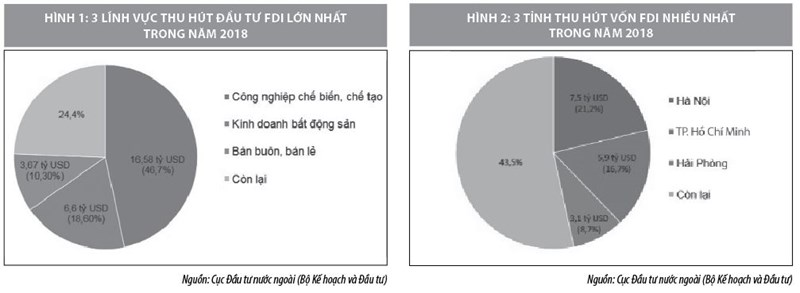 HÌNH 1: 3 LĨNH VỰC THU HÚT ĐẦU TƯ FDI LỚN NHẤT
TRONG NĂM 2018
24,4%
3,67 tỷ USD
(10,30%)
6,6 tỷ USD
(18,60%)
16,58 tỷ USD
(46,7%)
Công nghiệp chế biến, chế tạo
Kinh doanh bất động sản
Bán buôn, bán lẻ
Còn lại
Nguồn: Cục Đầu tư nước ngoài (Bộ Kế hoạch và Đầu tư)
HÌNH 2: 3 TỈNH THU HÚT VỐN FDI NHIỀU NHẤT
TRONG NĂM 2018
43,5%
7,5 tỷ USD
(21,2%)
5,9 tỷ USD
(16,7%)
3,1 tỷ USD
(8,7%)
Hà Nội
TP. Hồ Chí Minh
Hải Phòng
Còn lại
Nguồn: Cục Đầu tư nước ngoài (Bộ Kế hoạch và Đầu tư)